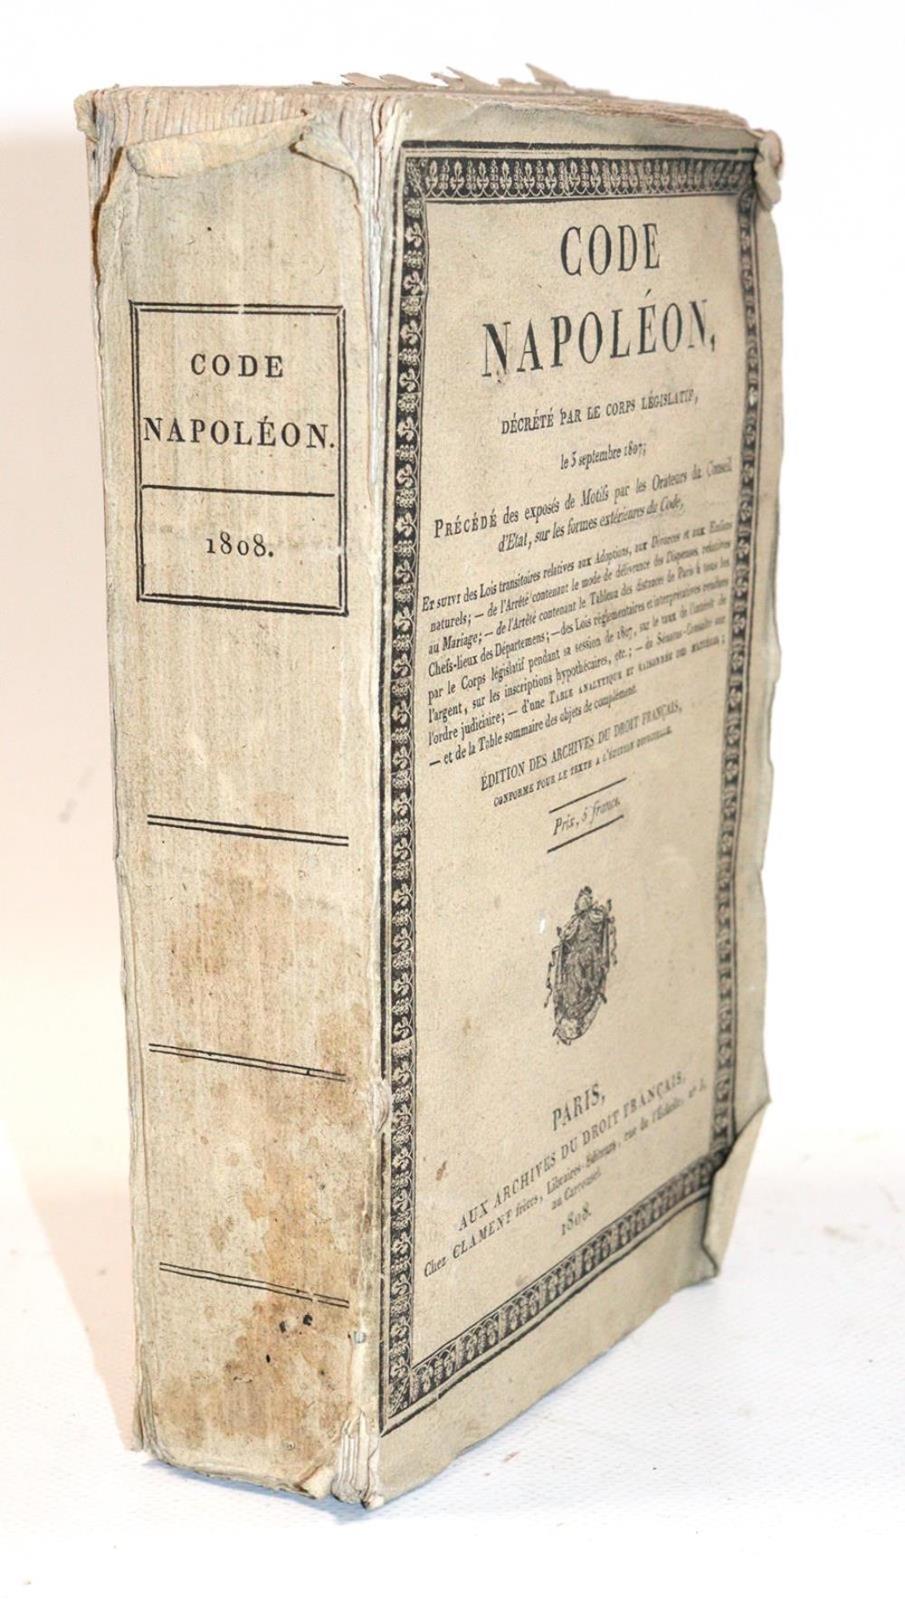 CODE
NAPOLÉON.
1808.
CODE
NAPOLÉON,
DÉCRÉTÉ PAR LE CORPS LÉGISLATIF,
le 3 septembre 1807;
PRÉCÉDÉ des exposés de Motifs par les Orateurs du Conseil
d'Etat, sur les formes extérieures du Code,
ET SUIVI des Lois transitoires relatives aux Adoptions, aux Divorces et aux Enfans
naturels; — de l'Arrêté contenant le mode de délivrance des Dispenses relatives
au Mariage; — de l'Arrêté contenant le Tableau des distances de Paris à tous les
Chefs-lieux des Départemens; — des Lois réglementaires et interprétatives rendues
par le Corps législatif pendant sa session de 1807, sur le taux de l'intérêt de
l'argent, sur les inscriptions hypothécaires, etc.; — du Sénatus-Consulte sur
l'ordre judiciaire; — d'une TABLE ANALYTIQUE ET RAISONNÉE DES MATIÈRES;
— et de la Table sommaire des objets de complément.
ÉDITION DES ARCHIVES DU DROIT FRANÇAIS,
CONFORME POUR LE TEXTE A L'ÉDITION OFFICIELLE.
Prix, 5 francs.
PARIS,
AUX ARCHIVES DU DROIT FRANÇAIS,
Chez CLAMENT frères, Libraires-Éditeurs, rue de l'Echelle, n° 3,
au Carrousel.
1808.